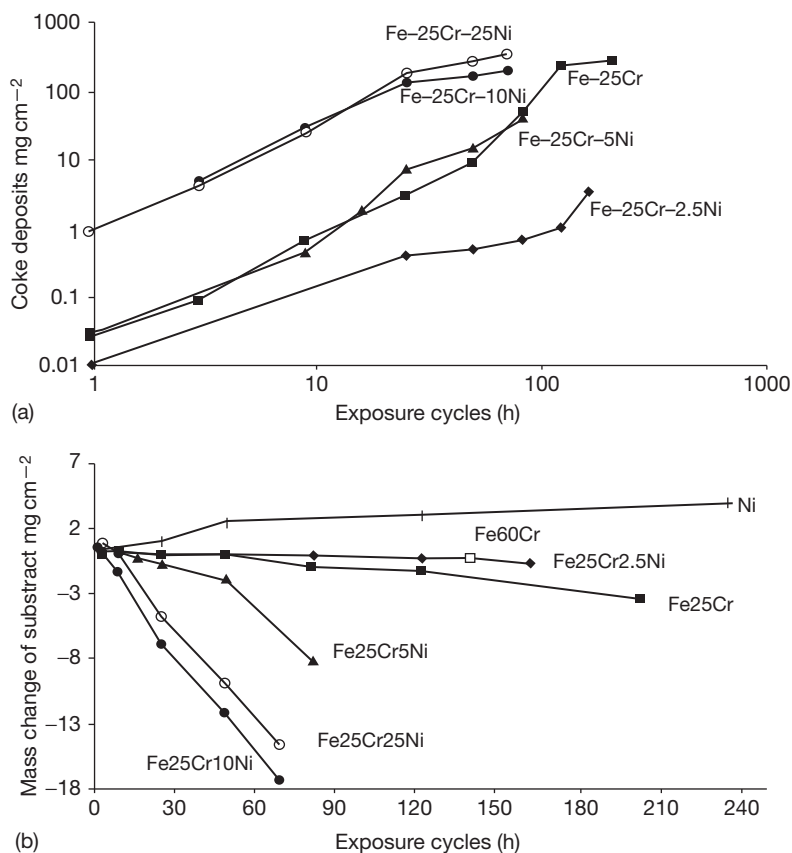 1000
100
10
1
0.1
0.01
Coke deposits mg cm−2
Fe–25Cr–25Ni
Fe–25Cr–10Ni
Fe–25Cr
Fe–25Cr–5Ni
Fe–25Cr–2.5Ni
1 10 100 1000
Exposure cycles (h)
(a)
7
2
−3
−8
−13
−18
Mass change of substract mg cm−2
Ni
Fe60Cr
Fe25Cr2.5Ni
Fe25Cr
Fe25Cr5Ni
Fe25Cr25Ni
Fe25Cr10Ni
0 30 60 90 120 150 180 210 240
Exposure cycles (h)
(b)